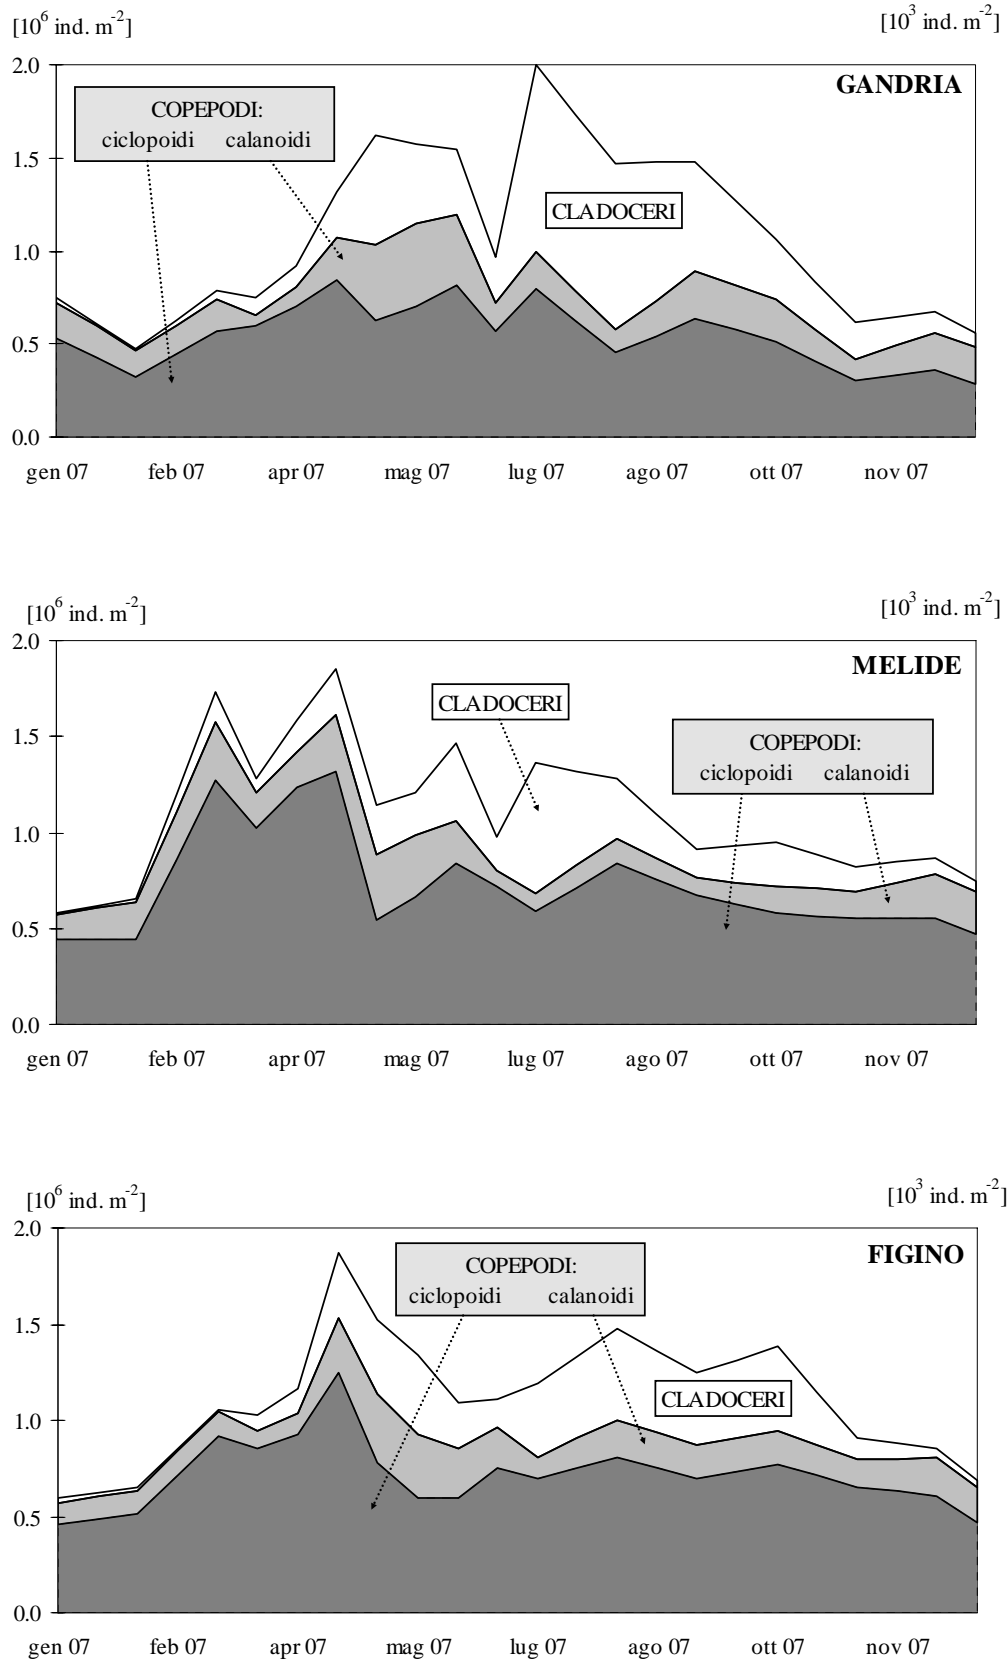 [10⁶ ind. m⁻²] [10³ ind. m⁻²]
2.0
GANDRIA
COPEPODI:
ciclopoidi calanoidi
1.5
CLADOCERI
1.0
0.5
0.0
gen 07 feb 07 apr 07 mag 07 lug 07 ago 07 ott 07 nov 07
[10⁶ ind. m⁻²] [10³ ind. m⁻²]
2.0
MELIDE
CLADOCERI
COPEPODI:
ciclopoidi calanoidi
1.5
1.0
0.5
0.0
gen 07 feb 07 apr 07 mag 07 lug 07 ago 07 ott 07 nov 07
[10⁶ ind. m⁻²] [10³ ind. m⁻²]
2.0
FIGINO
COPEPODI:
ciclopoidi calanoidi
1.5
CLADOCERI
1.0
0.5
0.0
gen 07 feb 07 apr 07 mag 07 lug 07 ago 07 ott 07 nov 07